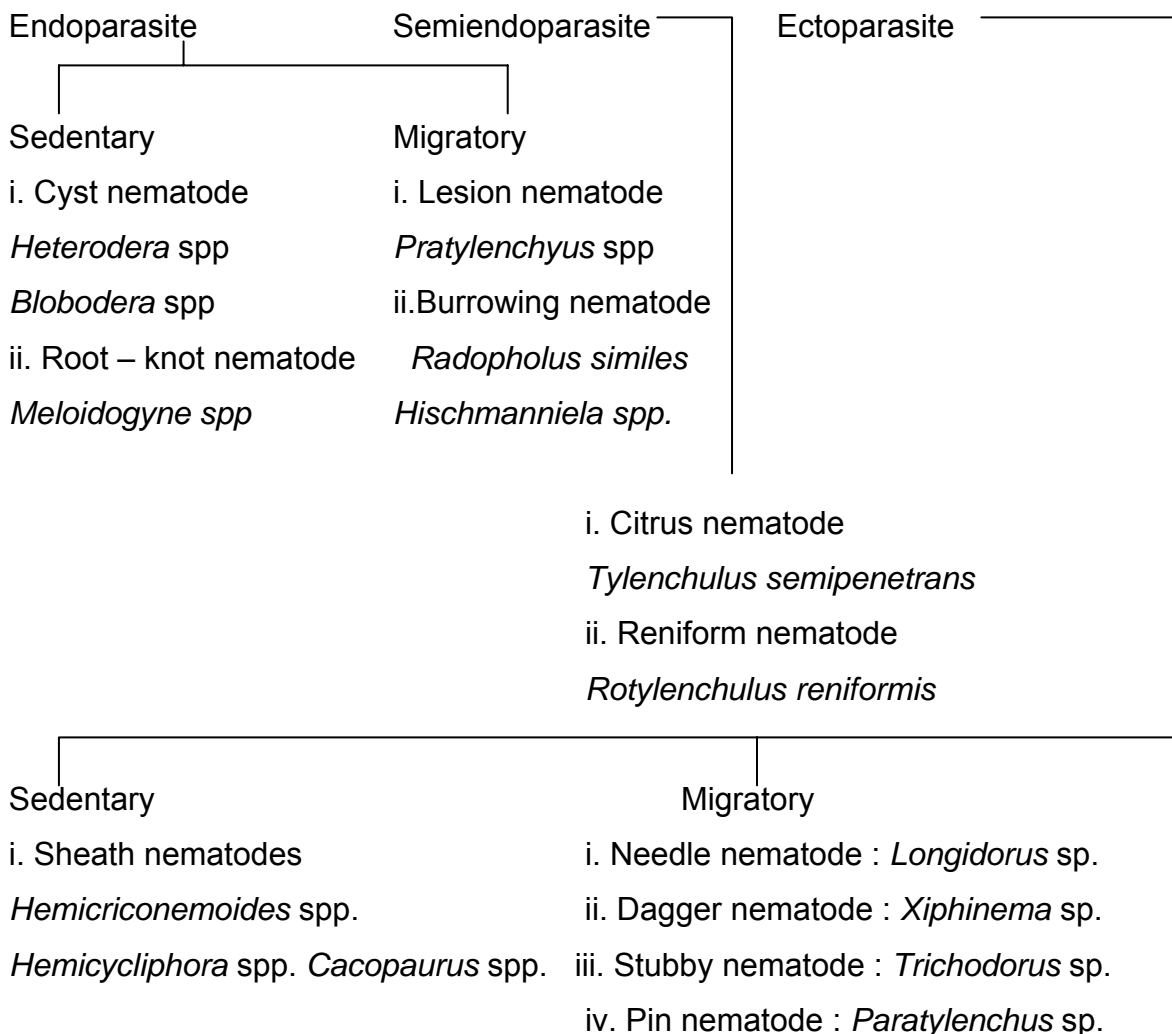 Endoparasite Semiendoparasite Ectoparasite
Sedentary Migratory
i. Cyst nematode i. Lesion nematode
Heterodera spp Pratylenchyus spp
Blobodera spp ii.Burrowing nematode
ii. Root – knot nematode Radopholus similes
Meloidogyne spp Hischmanniela spp.
i. Citrus nematode
Tylenchulus semipenetrans
ii. Reniform nematode
Rotylenchulus reniformis
Sedentary Migratory
i. Sheath nematodes i. Needle nematode : Longidorus sp.
Hemicriconemoides spp. ii. Dagger nematode : Xiphinema sp.
Hemicycliphora spp. Cacopaurus spp. iii. Stubby nematode : Trichodorus sp.
iv. Pin nematode : Paratylenchus sp.